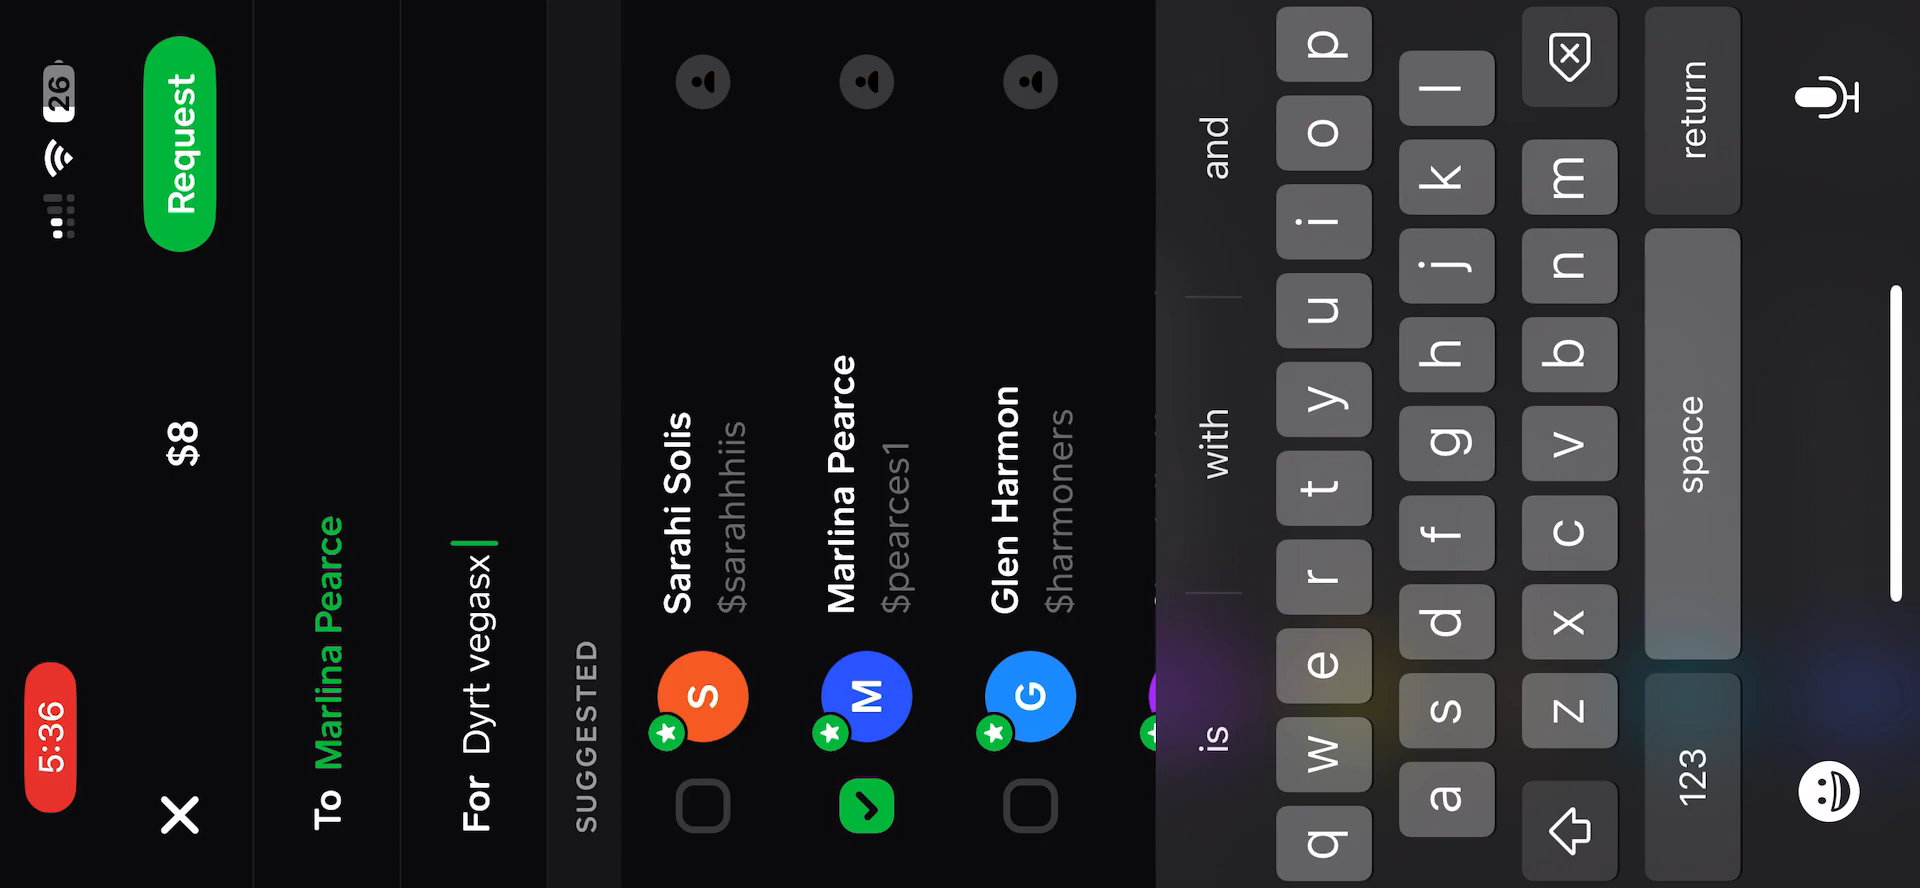 5:36
26
$8
Request
To Marlina Pearce
For Dyrt vegasx
SUGGESTED
S
Sarahi Solis
$sarahhhiis
M
Marlina Pearce
$pearces1
G
Glen Harmon
$harmoners
is with and
q w e r t y u i o p
a s d f g h j k l
z x c v b n m
123 space return